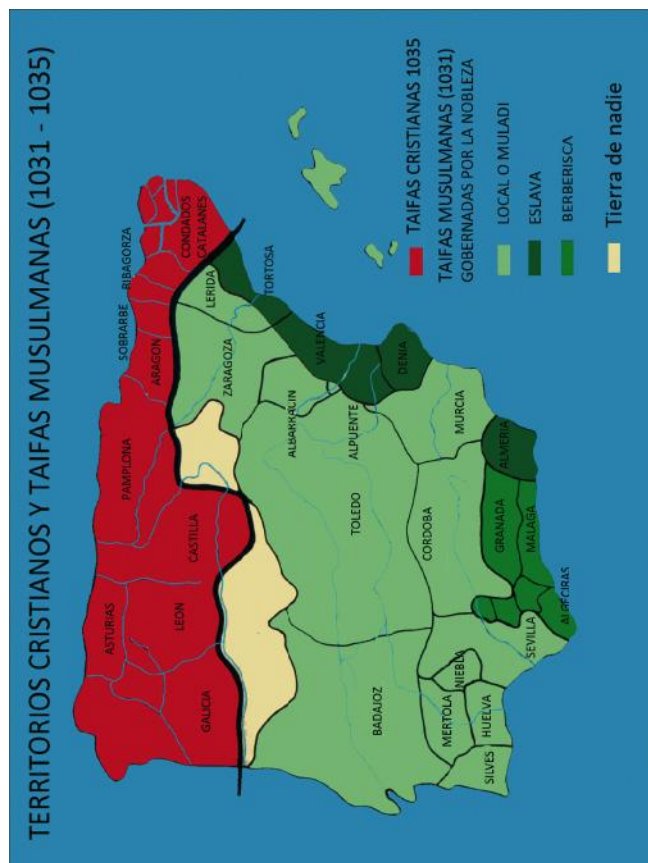 TERRITORIOS CRISTIANOS Y TAIFAS MUSULMANAS (1031 - 1035)
ASTURIAS
GALICIA
LEON
CASTILLA
PAMPLONA
SOBRARBE
RIBAGORZA
ARAGON
CONDADOS
CATALANES
LERIDA
ZARAGOZA
TORTOSA
ALBARRACIN
VALENCIA
ALPUENTE
DENIA
TOLEDO
BADAJOZ
CORDOBA
MURCIA
ALMERIA
GRANADA
MALAGA
ALGECIRAS
SEVILLA
NIEBLA
MERTOLA
HUELVA
SILVES
TAIFAS CRISTIANAS 1035
TAIFAS MUSULMANAS (1031)
GOBERNADAS POR LA NOBLEZA
LOCAL O MULADI
ESLAVA
BERBERISCA
Tierra de nadie